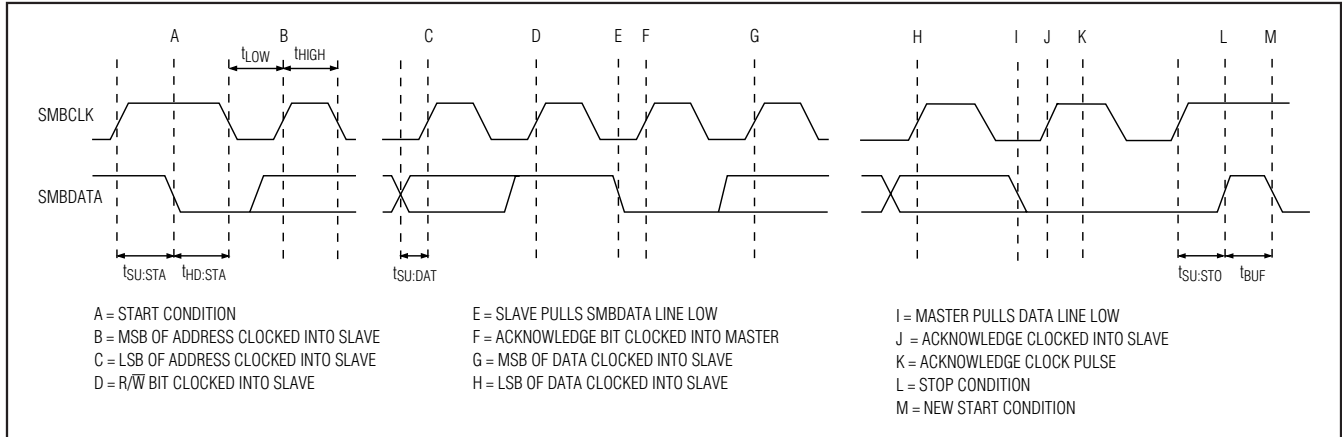 A B C D E F G H I J K L M
tLOW tHIGH
SMBCLK
SMBDATA
tSU:STA tHD:STA tSU:DAT tSU:STO tBUF
A = START CONDITION
B = MSB OF ADDRESS CLOCKED INTO SLAVE
C = LSB OF ADDRESS CLOCKED INTO SLAVE
D = R/W̅ BIT CLOCKED INTO SLAVE
E = SLAVE PULLS SMBDATA LINE LOW
F = ACKNOWLEDGE BIT CLOCKED INTO MASTER
G = MSB OF DATA CLOCKED INTO SLAVE
H = LSB OF DATA CLOCKED INTO SLAVE
I = MASTER PULLS DATA LINE LOW
J = ACKNOWLEDGE CLOCKED INTO SLAVE
K = ACKNOWLEDGE CLOCK PULSE
L = STOP CONDITION
M = NEW START CONDITION